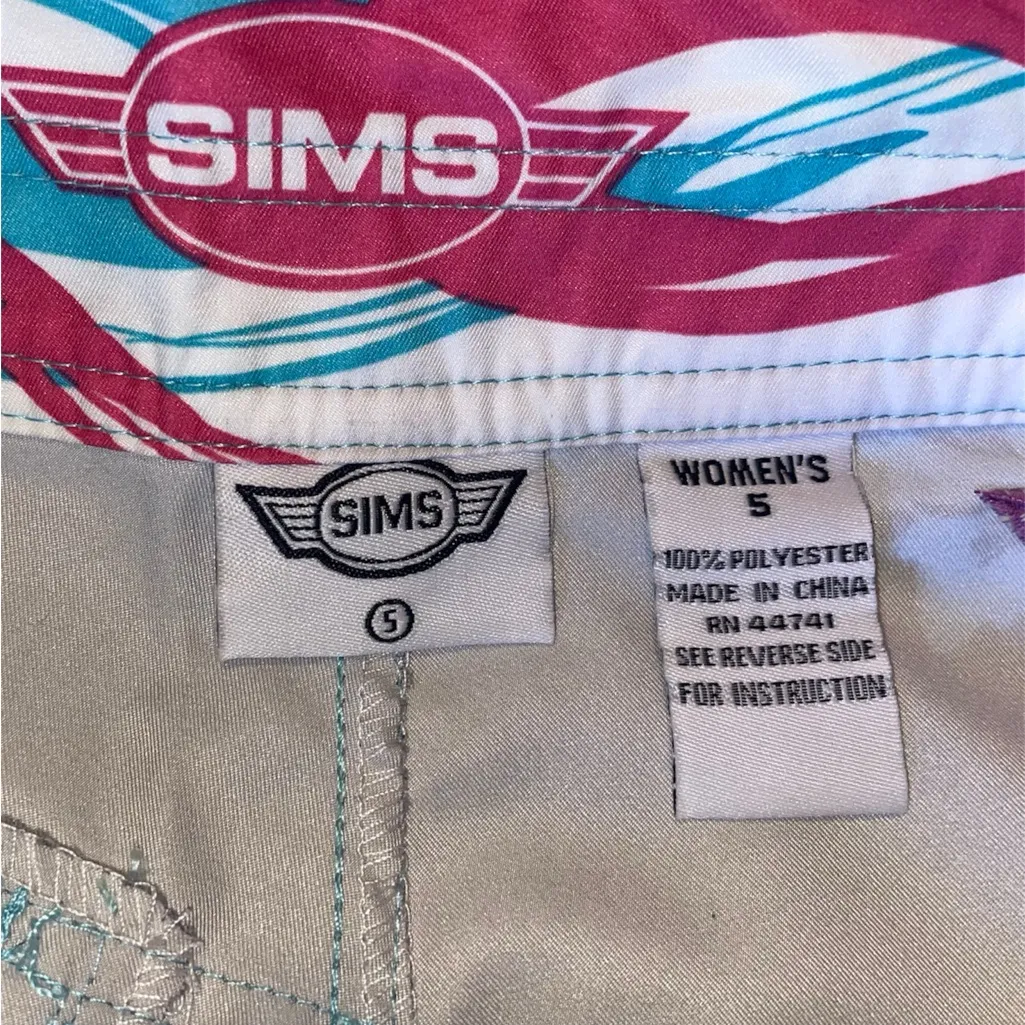 SIMS
SIMS
5
WOMEN'S
5
100% POLYESTER
MADE IN CHINA
RN 44741
SEE REVERSE SIDE
FOR INSTRUCTION